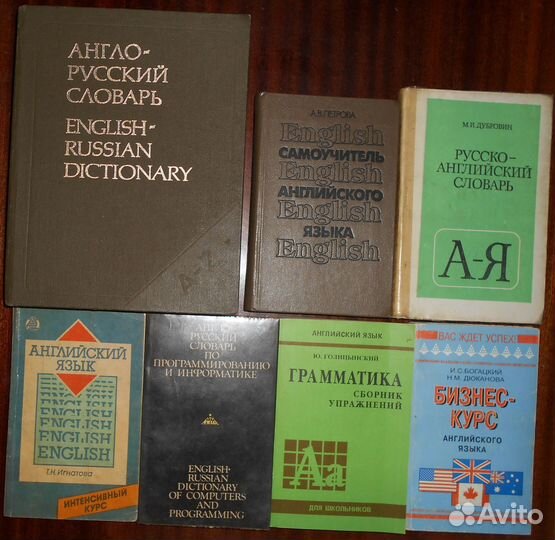 АНГЛО-
РУССКИЙ
СЛОВАРЬ
ENGLISH-
RUSSIAN
DICTIONARY
A-Z
А.В.ПЕТРОВА
English
САМОУЧИТЕЛЬ
English
АНГЛИЙСКОГО
English
ЯЗЫКА
English
М.И.ДУБРОВИН
РУССКО-
АНГЛИЙСКИЙ
СЛОВАРЬ
А-Я
АНГЛИЙСКИЙ
ЯЗЫК
ENGLISH
ENGLISH
ENGLISH
ENGLISH
ENGLISH
Т.Н.Игнатова
ИНТЕНСИВНЫЙ
КУРС
АНГЛО-
РУССКИЙ
СЛОВАРЬ ПО
ПРОГРАММИРОВАНИЮ
И ИНФОРМАТИКЕ
ENGLISH-
RUSSIAN
DICTIONARY
OF COMPUTERS
AND
PROGRAMMING
АНГЛИЙСКИЙ ЯЗЫК
Ю. ГОЛИЦЫНСКИЙ
ГРАММАТИКА
СБОРНИК
УПРАЖНЕНИЙ
Aa
ДЛЯ ШКОЛЬНИКОВ
ВАС ЖДЕТ УСПЕХ!
И.С.БОГАЦКИЙ
Н.М.ДЮКАНОВА
БИЗНЕС-
КУРС
АНГЛИЙСКОГО
ЯЗЫКА
Avito